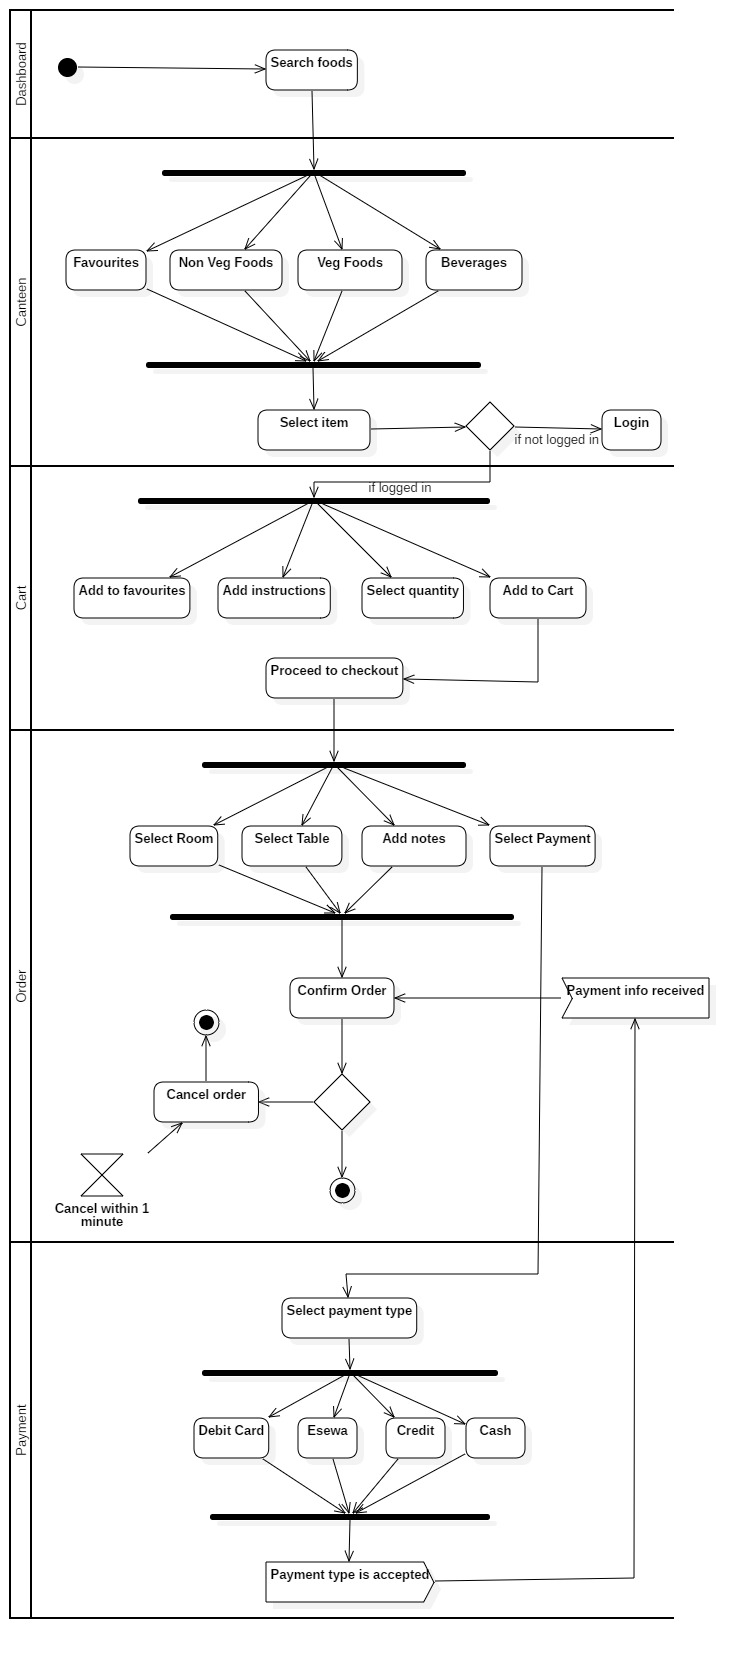 Dashboard
Search foods
Canteen
Favourites
Non Veg Foods
Veg Foods
Beverages
Select item
if not logged in
Login
Cart
if logged in
Add to favourites
Add instructions
Select quantity
Add to Cart
Proceed to checkout
Order
Select Room
Select Table
Add notes
Select Payment
Confirm Order
Payment info received
Cancel order
Cancel within 1
minute
Payment
Select payment type
Debit Card
Esewa
Credit
Cash
Payment type is accepted